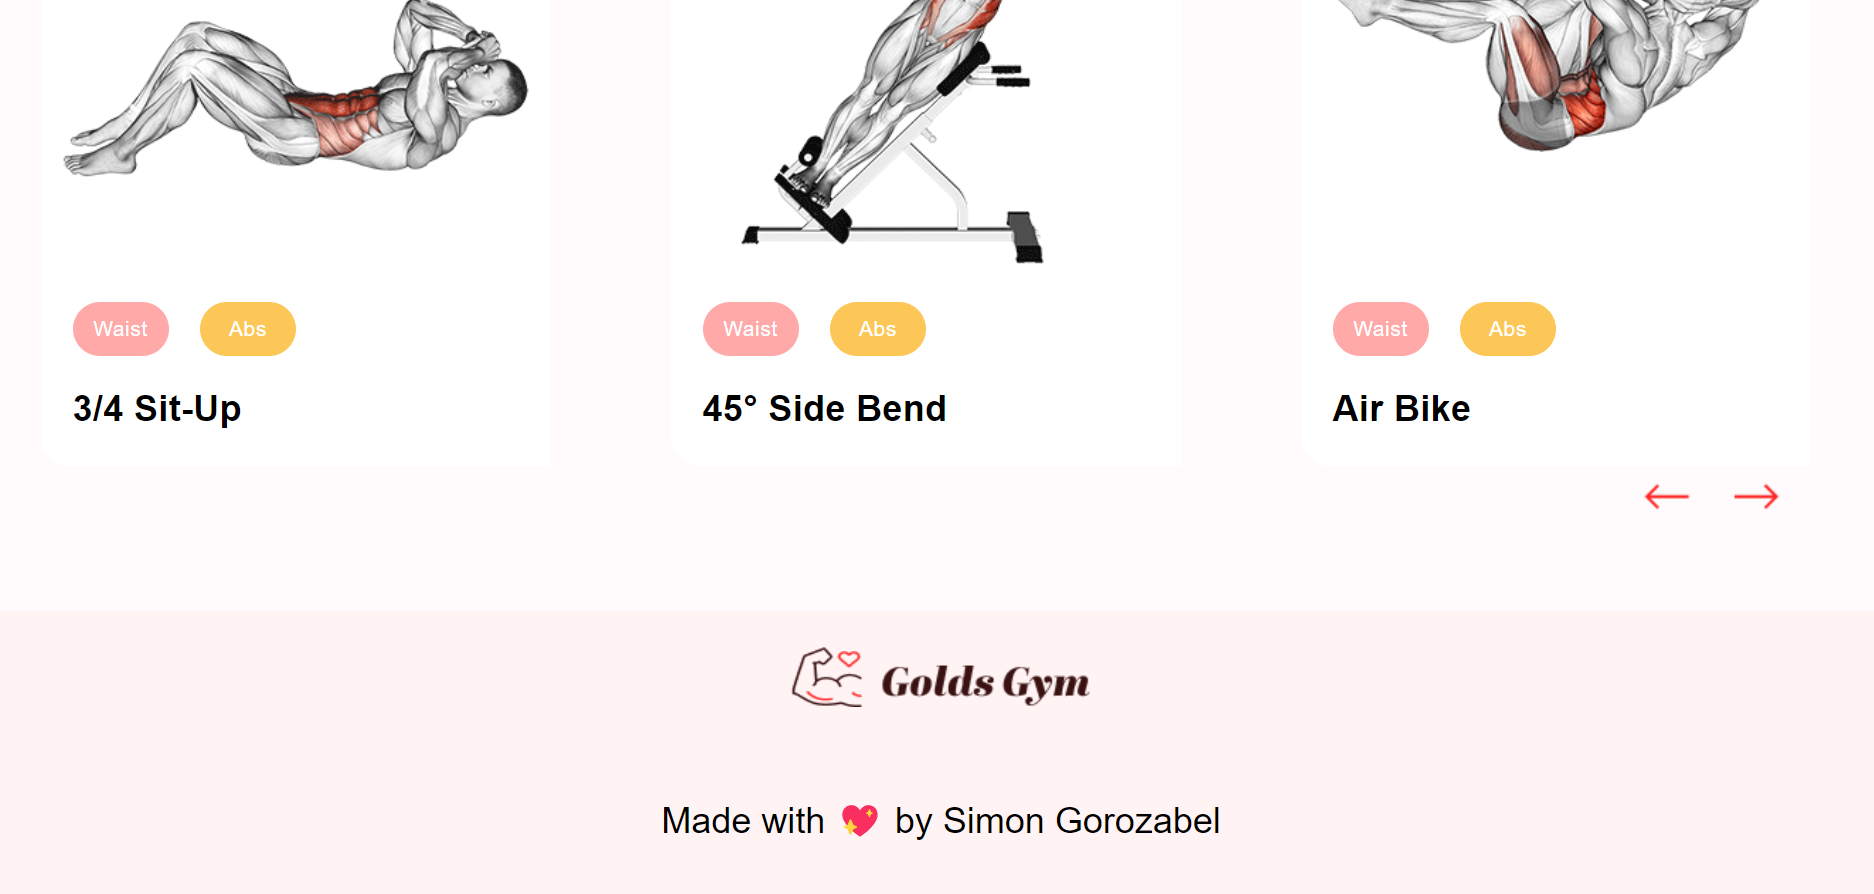 Waist Abs Waist Abs Waist Abs
3/4 Sit-Up 45° Side Bend Air Bike
Golds Gym
Made with 💖 by Simon Gorozabel